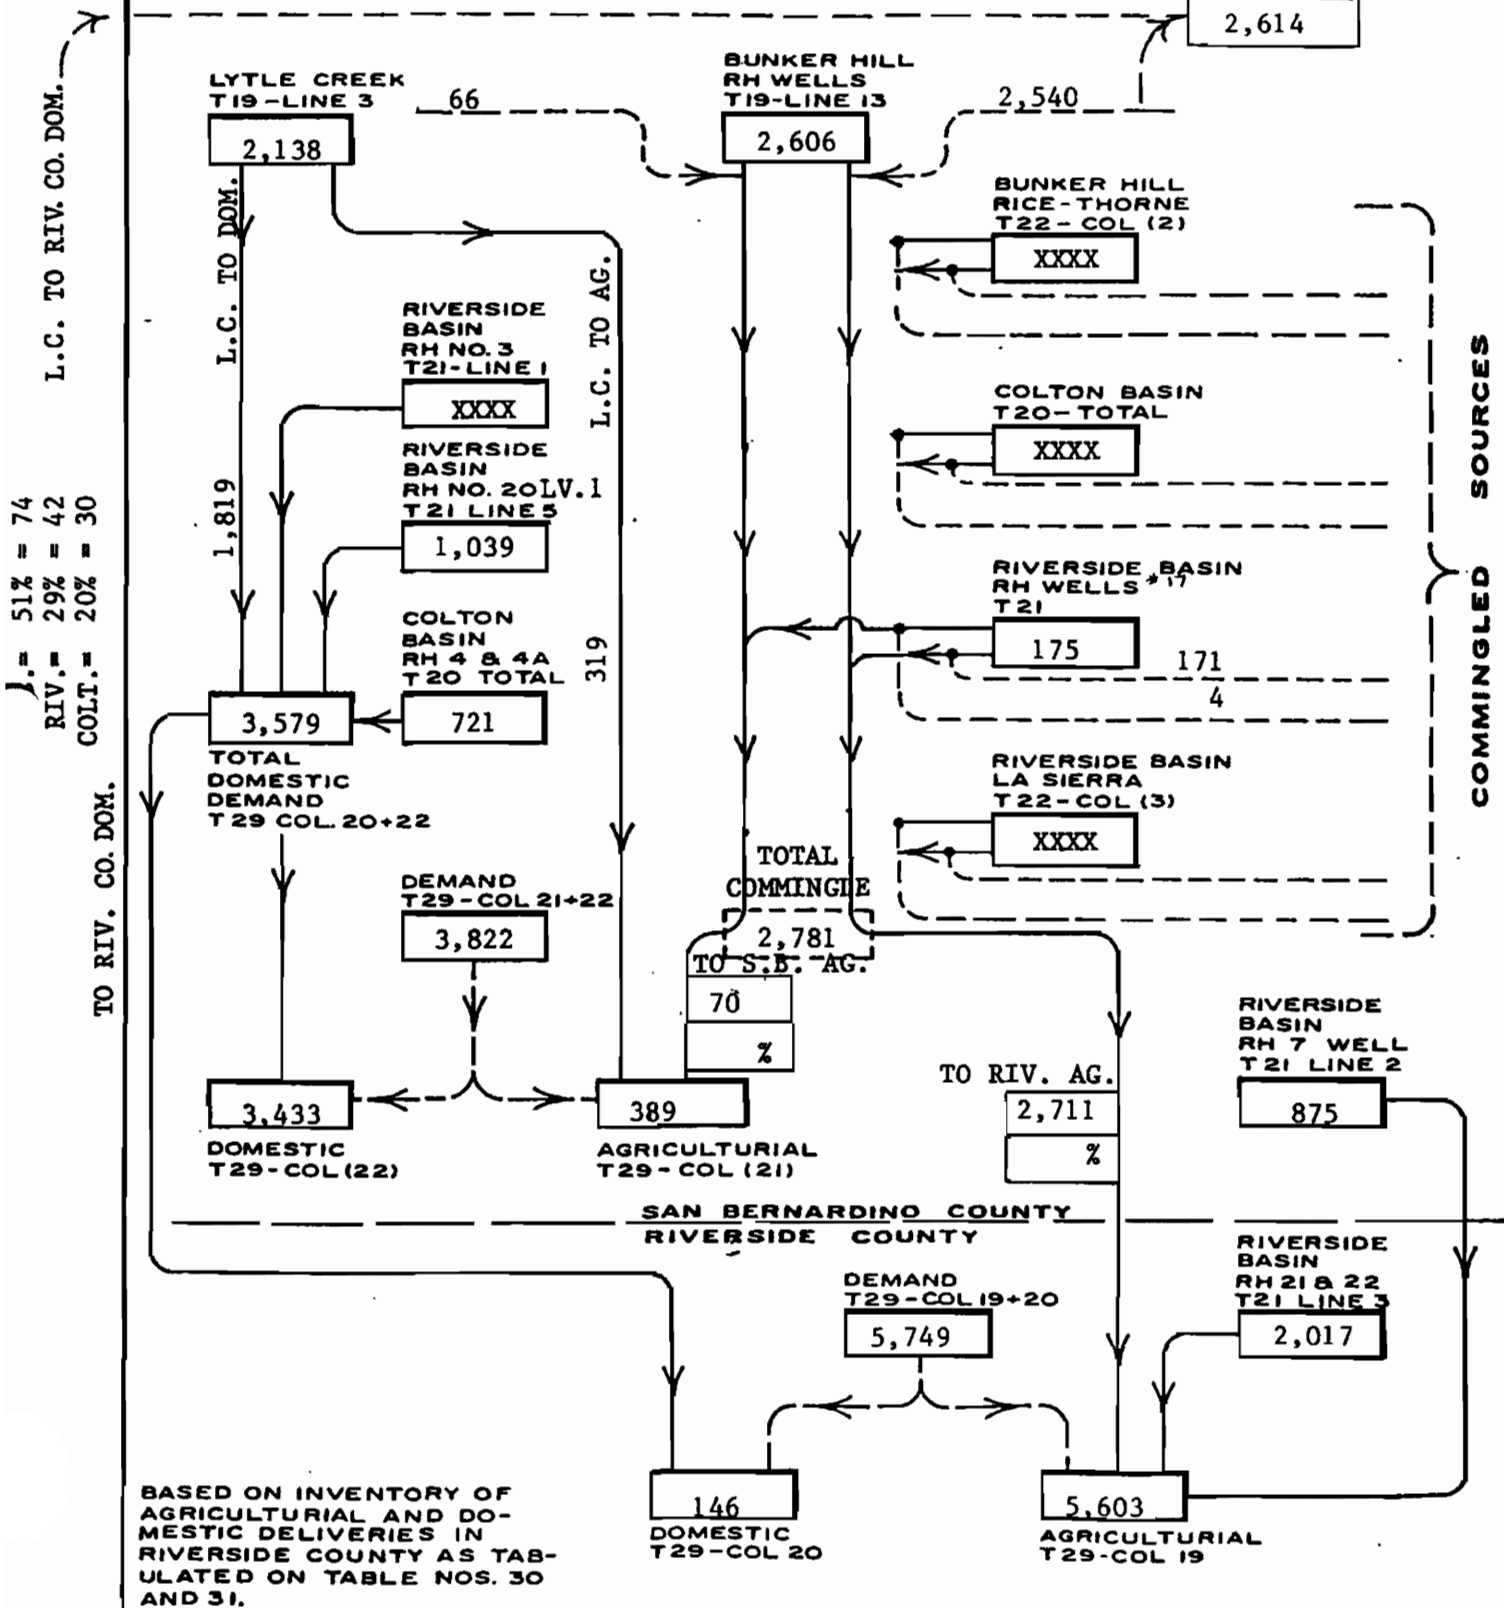 2,614
L.C. TO RIV. CO. DOM.
LYTLE CREEK
T19-LINE 3
2,138
66
BUNKER HILL
RH WELLS
T19-LINE 13
2,606
2,540
BUNKER HILL
RICE-THORNE
T22-COL (2)
XXXX
L.C. TO DOM.
1,819
L.C. TO AG.
319
RIVERSIDE
BASIN
RH NO. 3
T21-LINE 1
XXXX
RIVERSIDE
BASIN
RH NO. 20LV.1
T21 LINE 5
1,039
COLTON
BASIN
RH 4 & 4A
T20 TOTAL
721
COLTON BASIN
T20-TOTAL
XXXX
RIVERSIDE BASIN
RH WELLS #17
T21
175
171
4
RIVERSIDE BASIN
LA SIERRA
T22-COL (3)
XXXX
COMMINGLED SOURCES
.= 51% = 74
RIV.= 29% = 42
COLT.= 20% = 30
3,579
TOTAL
DOMESTIC
DEMAND
T29 COL. 20+22
TO RIV. CO. DOM.
DEMAND
T29-COL 21+22
3,822
TOTAL
COMMINGLE
2,781
TO S.B. AG.
70
%
3,433
DOMESTIC
T29-COL (22)
389
AGRICULTURIAL
T29-COL (21)
TO RIV. AG.
2,711
%
RIVERSIDE
BASIN
RH 7 WELL
T21 LINE 2
875
SAN BERNARDINO COUNTY
RIVERSIDE COUNTY
RIVERSIDE
BASIN
RH 21 & 22
T21 LINE 3
2,017
DEMAND
T29-COL 19+20
5,749
146
DOMESTIC
T29-COL 20
5,603
AGRICULTURIAL
T29-COL 19
BASED ON INVENTORY OF
AGRICULTURIAL AND DO-
MESTIC DELIVERIES IN
RIVERSIDE COUNTY AS TAB-
ULATED ON TABLE NOS. 30
AND 31.